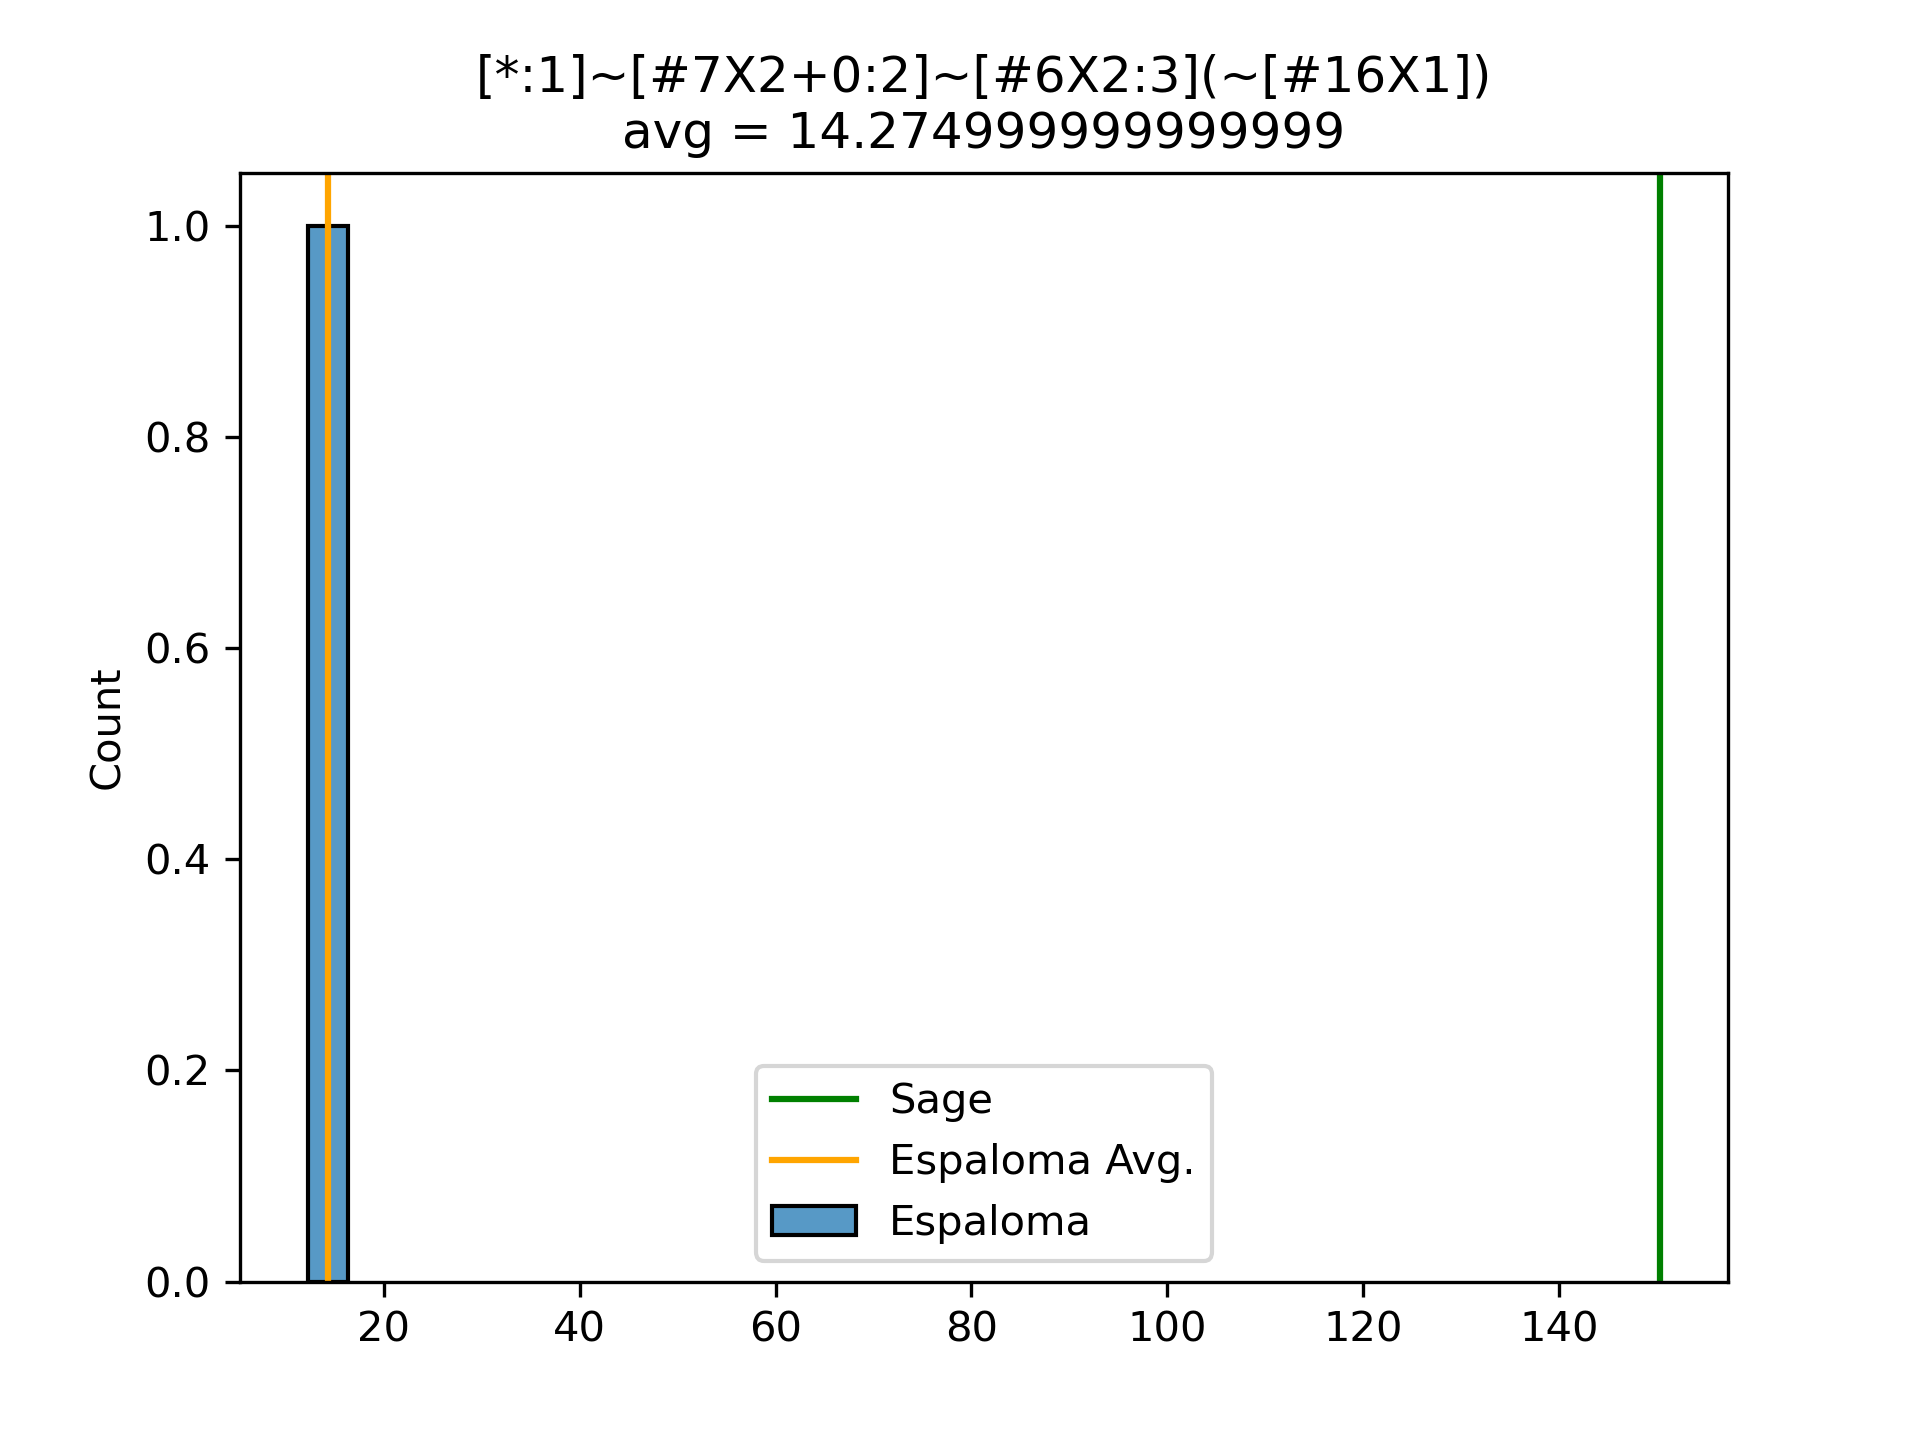 [*:1]~[#7X2+0:2]~[#6X2:3](~[#16X1])
avg = 14.274999999999999
1.0
0.8
0.6
0.4
0.2
0.0
Count
Sage
Espaloma Avg.
Espaloma
20 40 60 80 100 120 140